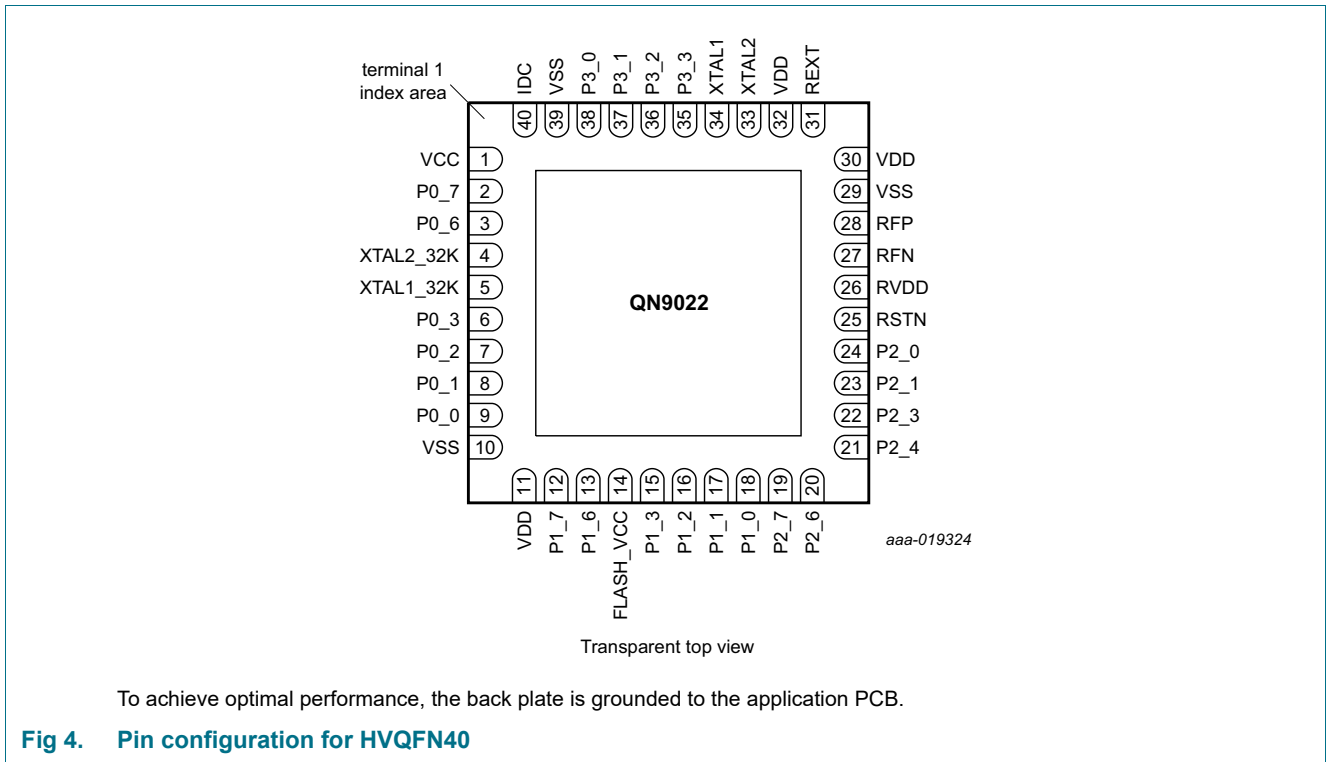 terminal 1
index area
IDC
VSS
P3_0
P3_1
P3_2
P3_3
XTAL1
XTAL2
VDD
REXT
40
39
38
37
36
35
34
33
32
31
VCC 1
P0_7 2
P0_6 3
XTAL2_32K 4
XTAL1_32K 5
P0_3 6
P0_2 7
P0_1 8
P0_0 9
VSS 10
QN9022
30 VDD
29 VSS
28 RFP
27 RFN
26 RVDD
25 RSTN
24 P2_0
23 P2_1
22 P2_3
21 P2_4
11
12
13
14
15
16
17
18
19
20
VDD
P1_7
P1_6
FLASH_VCC
P1_3
P1_2
P1_1
P1_0
P2_7
P2_6
aaa-019324
Transparent top view
To achieve optimal performance, the back plate is grounded to the application PCB.
Fig 4. Pin configuration for HVQFN40